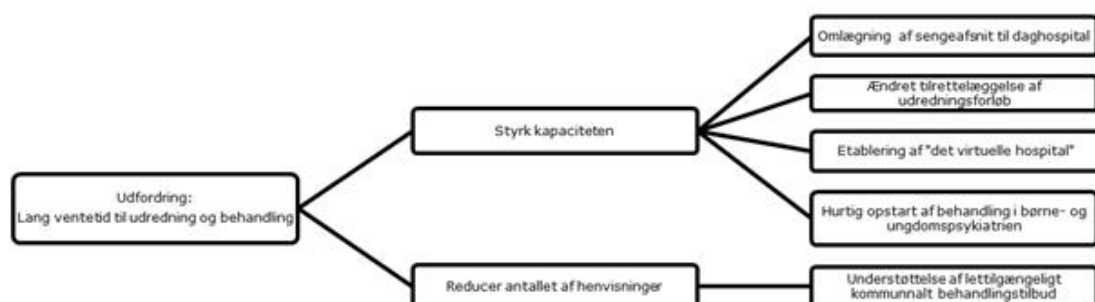 Udfordring:
Lang ventetid til udredning og behandling
Styrk kapaciteten
Reducer antallet af henvisninger
Omlægning  af sengeafsnit til daghospital
Ændret tilrettelæggelse af
udredningsforløb
Etablering af "det virtuelle hospital"
Hurtig opstart af behandling i børne- og
ungdomspsykiatrien
Understøttelse af lettilgængeligt
kommunnalt behandlingstilbud